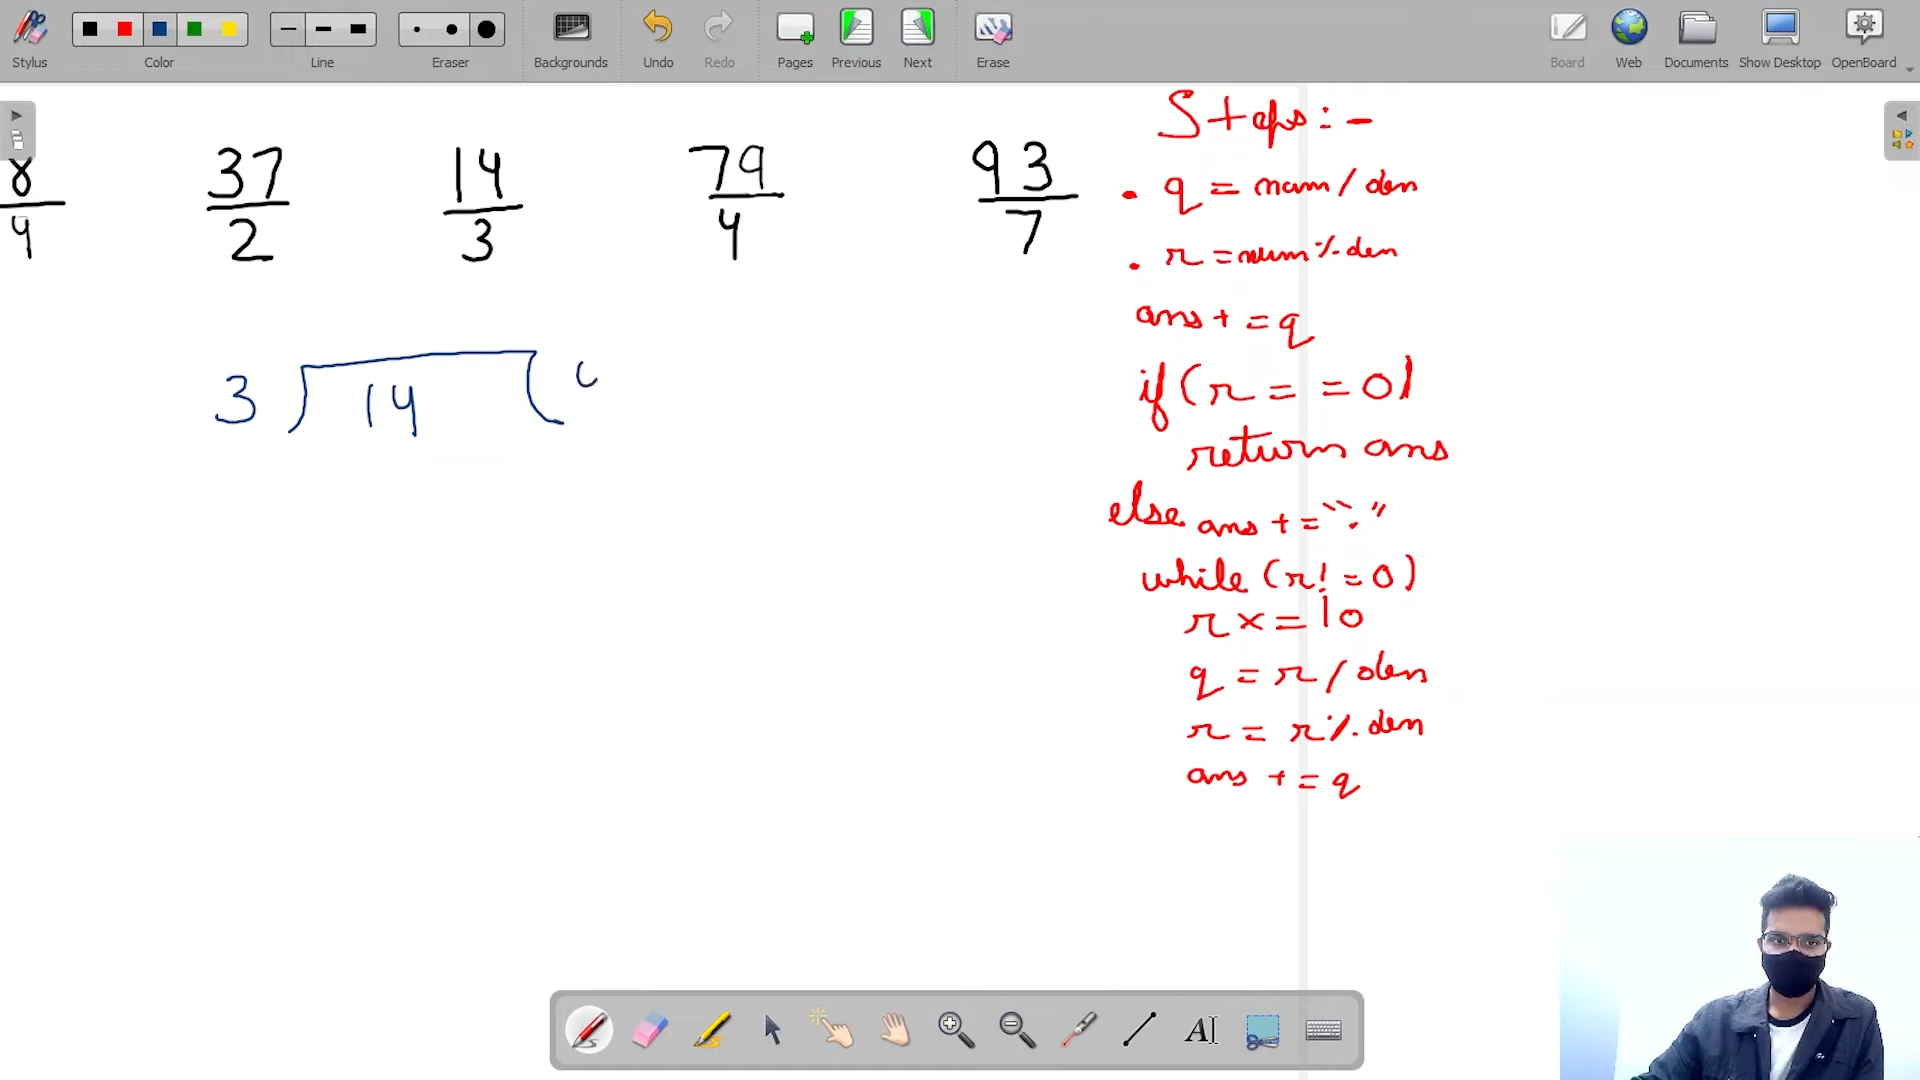 Stylus
Color
Line
Eraser
Backgrounds
Undo
Redo
Pages
Previous
Next
Erase
Board
Web
Documents
Show Desktop
OpenBoard
8/4
37/2
14/3
79/4
93/7
3 14
Steps:-
• q = num / den
• r = num % den
ans + = q
if (r = = 0)
return ans
else ans + = "."
while (r! = 0)
r x = 10
q = r / den
r = r % den
ans + = q